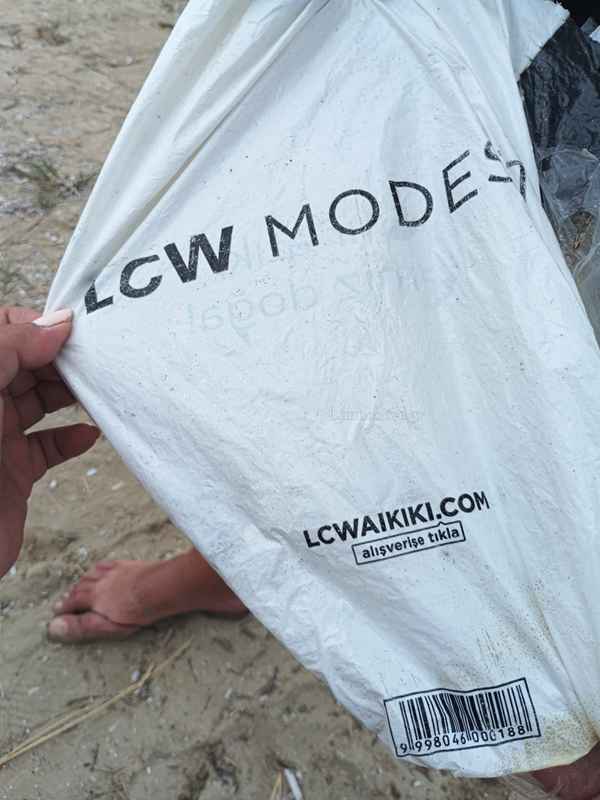 LCW MODEST
LCWAIKIKI.COM
alışverişe tıkla
9 998046 000188